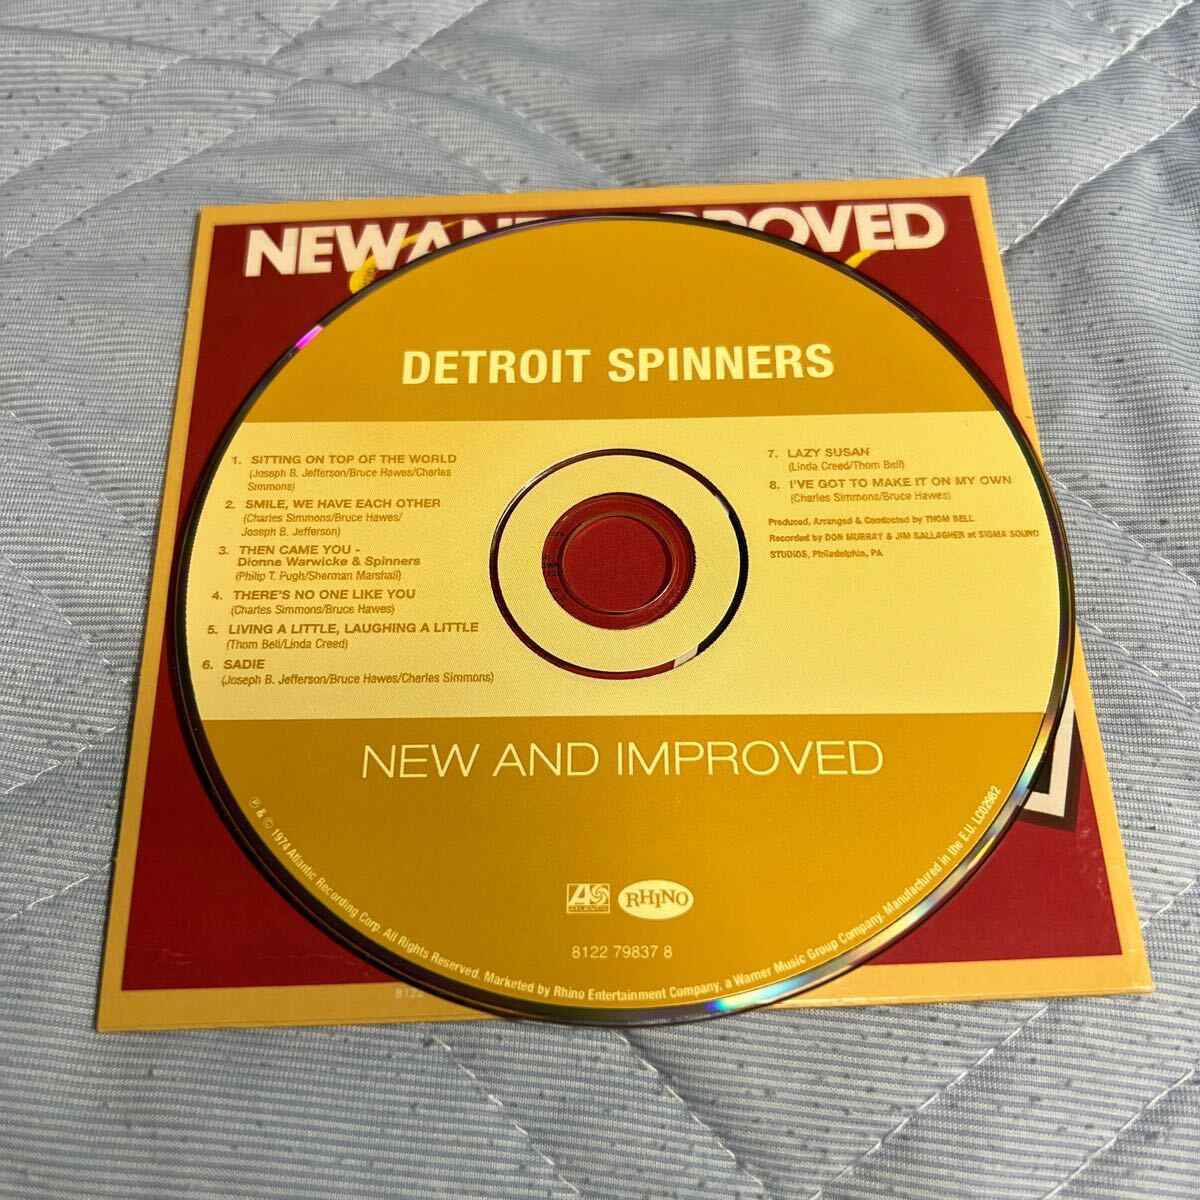 NEW AN PROVED
DETROIT SPINNERS
1. SITTING ON TOP OF THE WORLD
(Joseph B. Jefferson/Bruce Hawes/Charles
Simmons)
2. SMILE, WE HAVE EACH OTHER
(Charles Simmons/Bruce Hawes/
Joseph B. Jefferson)
3. THEN CAME YOU -
Dionne Warwicke & Spinners
(Philip T. Pugh/Sherman Marshall)
4. THERE'S NO ONE LIKE YOU
(Charles Simmons/Bruce Hawes)
5. LIVING A LITTLE, LAUGHING A LITTLE
(Thom Bell/Linda Creed)
6. SADIE
(Joseph B. Jefferson/Bruce Hawes/Charles Simmons)
7. LAZY SUSAN
(Linda Creed/Thom Bell)
8. I'VE GOT TO MAKE IT ON MY OWN
(Charles Simmons/Bruce Hawes)
Produced, Arranged & Conducted by THOM BELL
Recorded by DON MURRAY & JIM GALLAGHER at SIGMA SOUND
STUDIOS, Philadelphia, PA
NEW AND IMPROVED
ATLANTIC
RHINO
8122 79837 8
℗ & © 1974 Atlantic Recording Corp. All Rights Reserved. Marketed by Rhino Entertainment Company, a Warner Music Group Company. Manufactured in the E.U. LC02982
8122